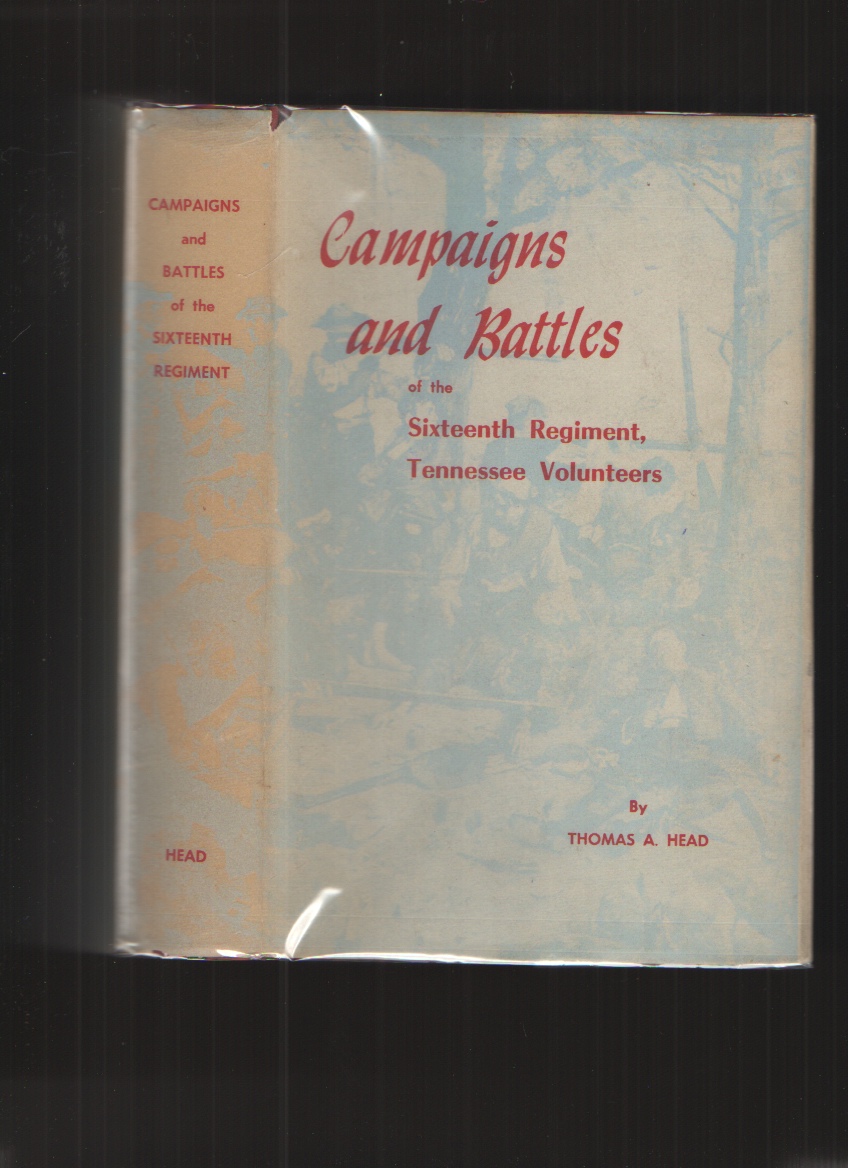 CAMPAIGNS
and
BATTLES
of the
SIXTEENTH
REGIMENT
HEAD
Campaigns
and Battles
of the
Sixteenth Regiment,
Tennessee Volunteers
By
THOMAS A. HEAD